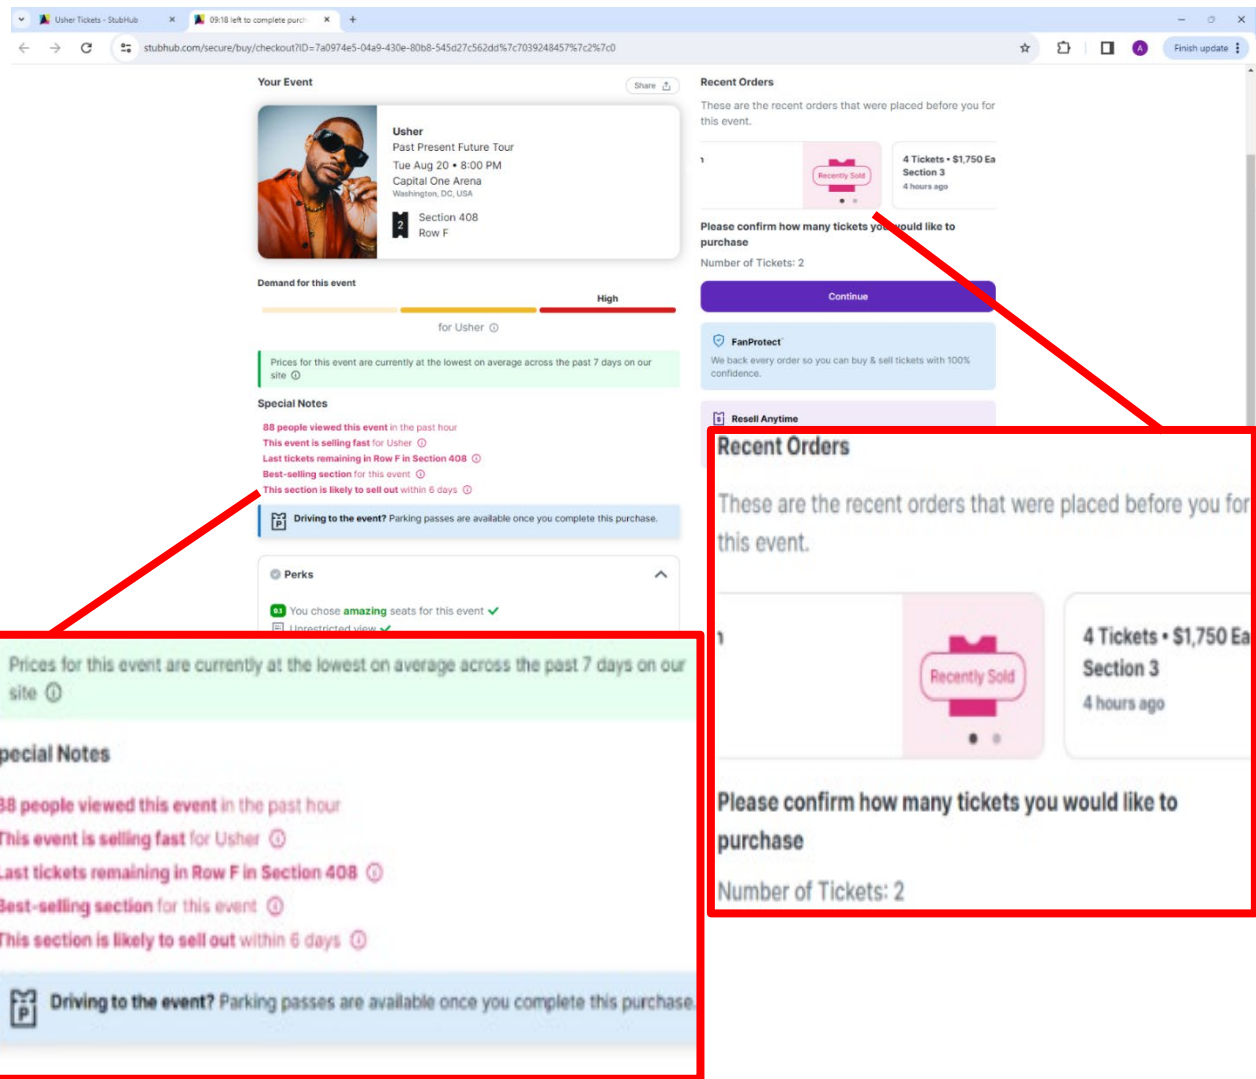 Usher Tickets - StubHub
09:18 left to complete purch
stubhub.com/secure/buy/checkout?ID=7a0974e5-04a9-430e-80b8-545d27c562dd%7c7039248457%7c2%7c0
A
Finish update
Your Event
Share
Usher
Past Present Future Tour
Tue Aug 20 • 8:00 PM
Capital One Arena
Washington, DC, USA
2
Section 408
Row F
Demand for this event
High
for Usher
Prices for this event are currently at the lowest on average across the past 7 days on our
site
Special Notes
88 people viewed this event in the past hour
This event is selling fast for Usher
Last tickets remaining in Row F in Section 408
Best-selling section for this event
This section is likely to sell out within 6 days
P
Driving to the event? Parking passes are available once you complete this purchase.
Perks
9.1
You chose amazing seats for this event
Unrestricted view
Recent Orders
These are the recent orders that were placed before you for
this event.
Recently Sold
4 Tickets • $1,750 Ea
Section 3
4 hours ago
Please confirm how many tickets you would like to
purchase
Number of Tickets: 2
Continue
FanProtect
We back every order so you can buy & sell tickets with 100%
confidence.
Resell Anytime
Prices for this event are currently at the lowest on average across the past 7 days on our
site
pecial Notes
88 people viewed this event in the past hour
This event is selling fast for Usher
Last tickets remaining in Row F in Section 408
Best-selling section for this event
This section is likely to sell out within 6 days
P
Driving to the event? Parking passes are available once you complete this purchase.
Recent Orders
These are the recent orders that were placed before you for
this event.
Recently Sold
4 Tickets • $1,750 Ea
Section 3
4 hours ago
Please confirm how many tickets you would like to
purchase
Number of Tickets: 2